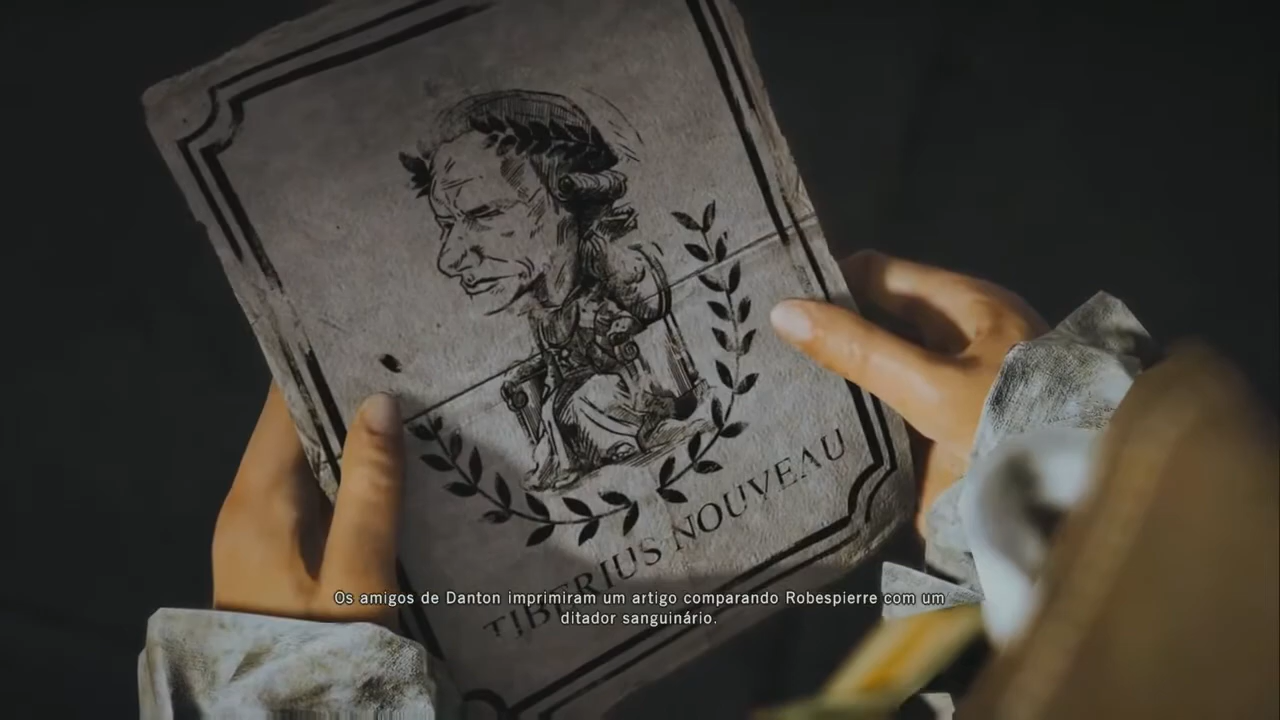 TIBERIUS NOUVEAU
Os amigos de Danton imprimiram um artigo comparando Robespierre com um
ditador sanguinário.